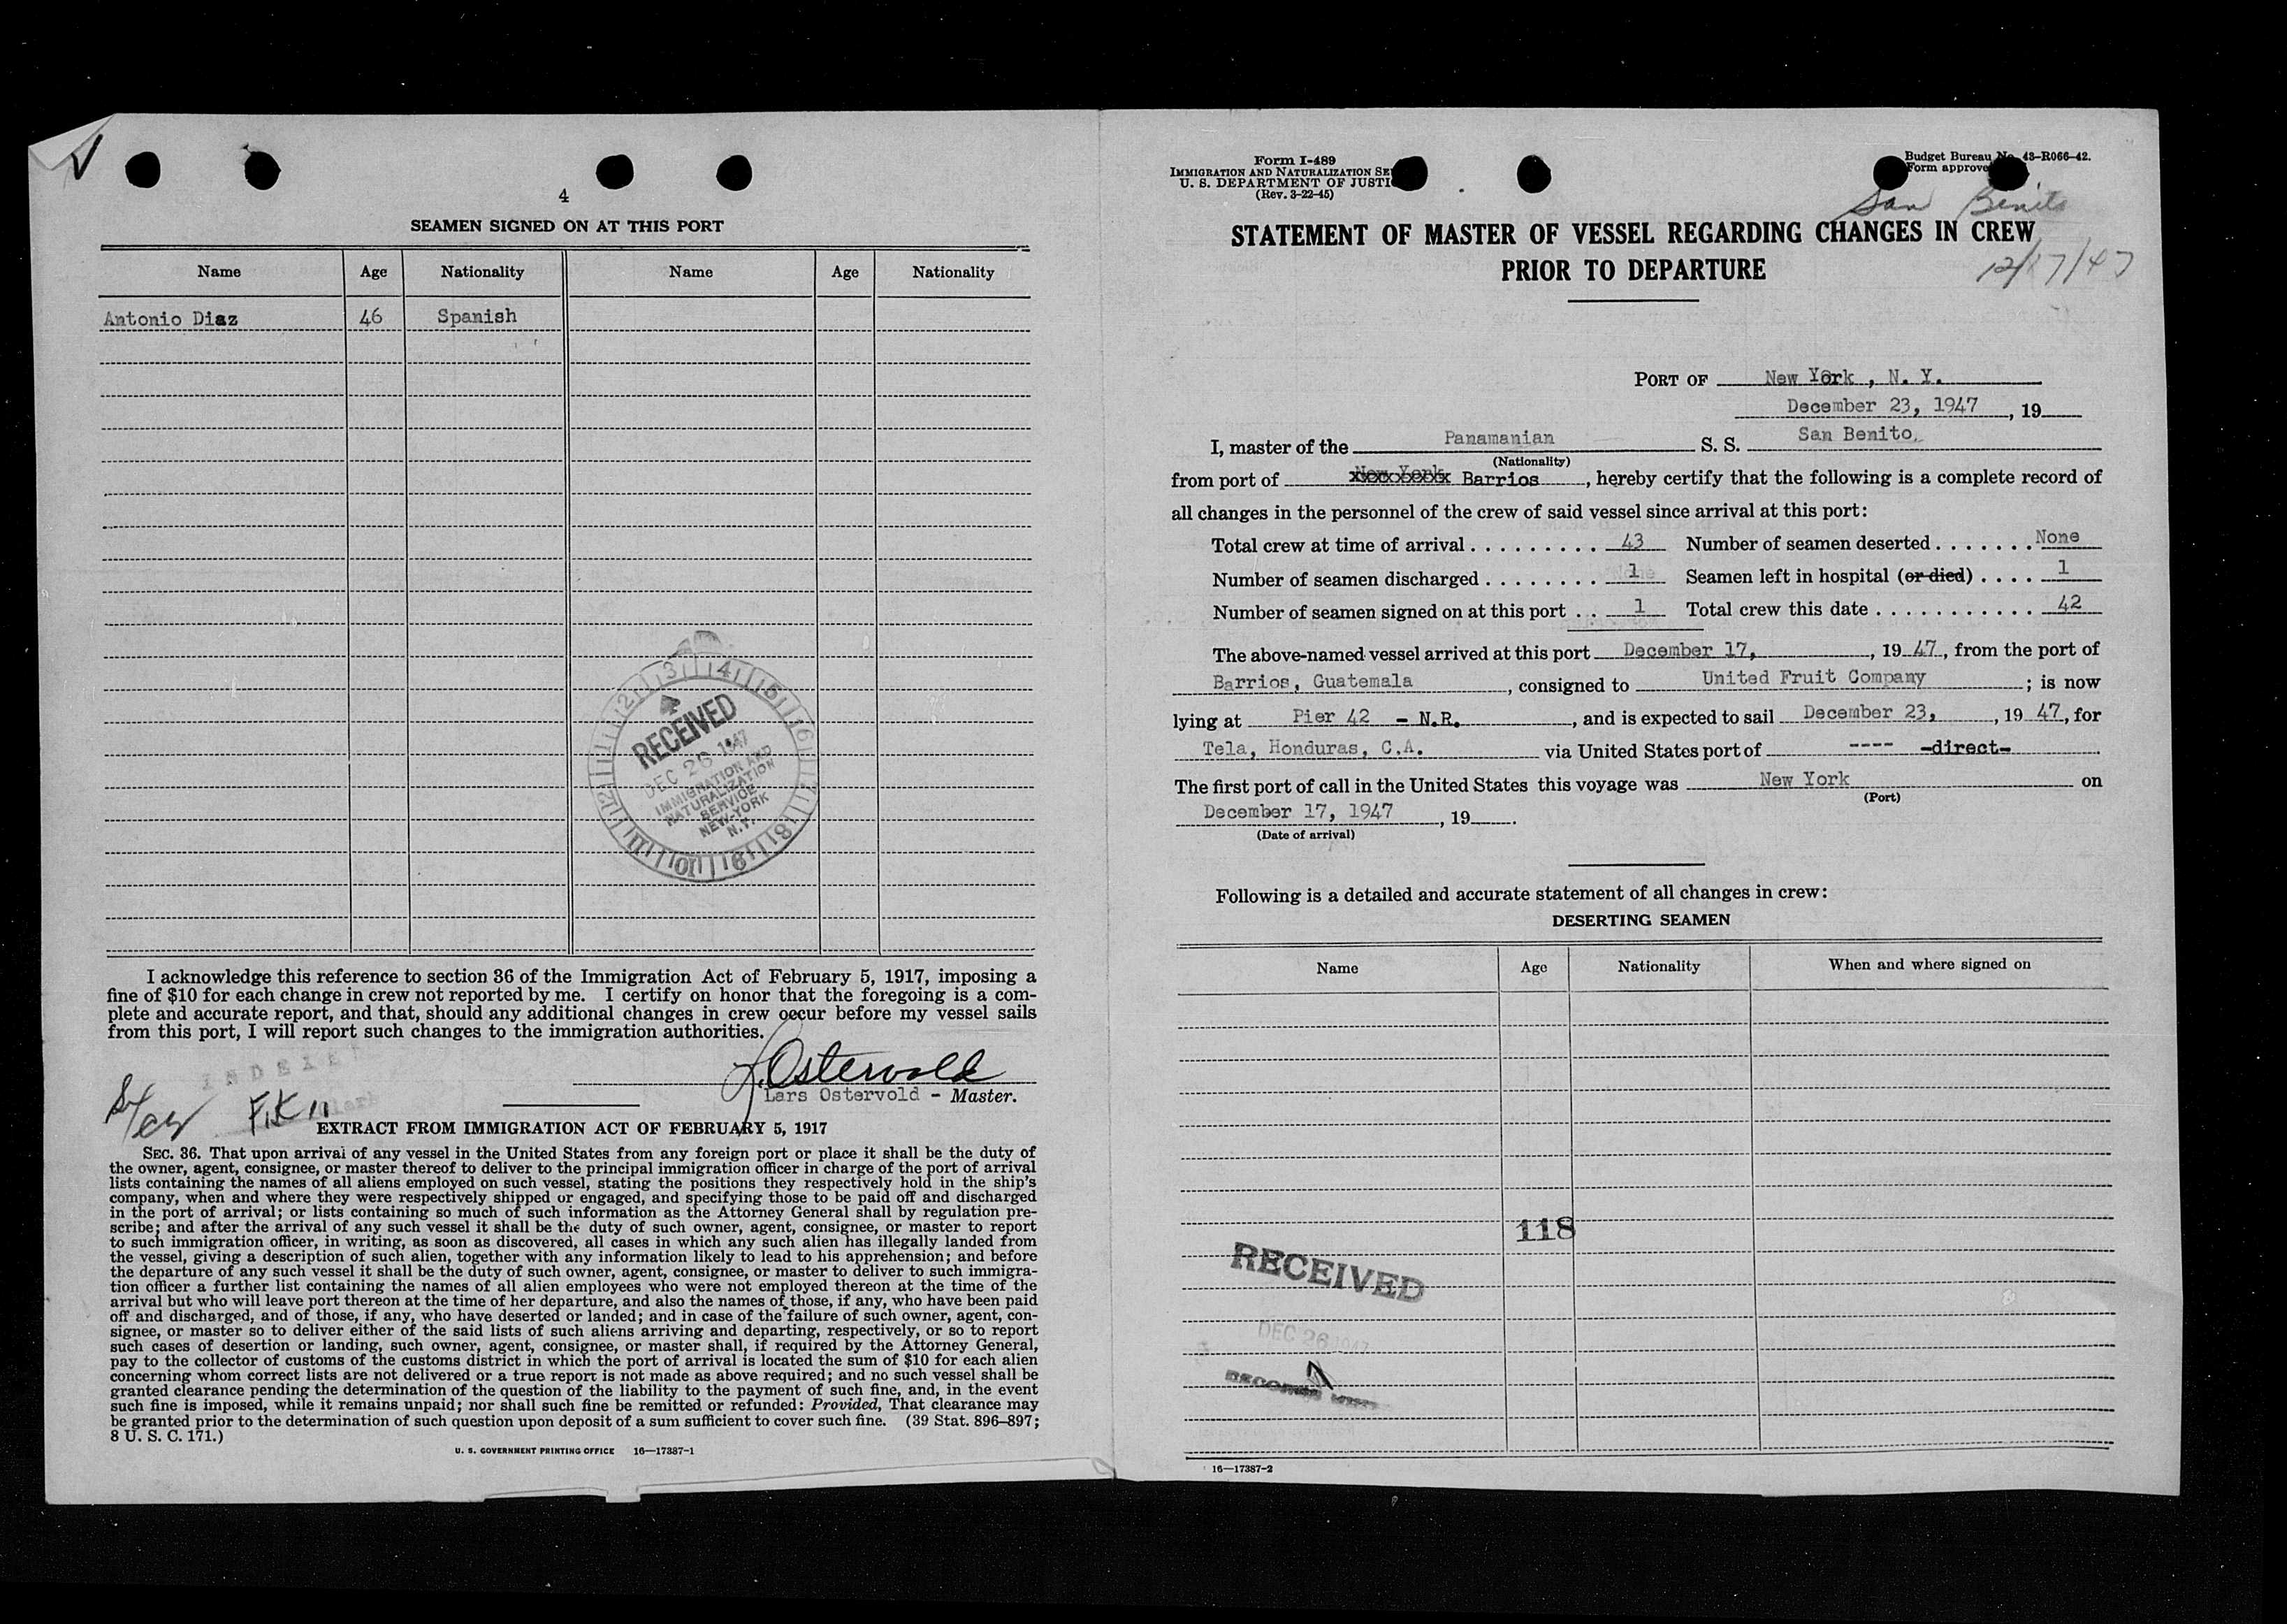 4
SEAMEN SIGNED ON AT THIS PORT
Name Age Nationality Name Age Nationality
Antonio Diaz 46 Spanish
RECEIVED
DEC 26 1947
IMMIGRATION AND
NATURALIZATION
SERVICE
NEW-YORK
N.Y.
I acknowledge this reference to section 36 of the Immigration Act of February 5, 1917, imposing a
fine of $10 for each change in crew not reported by me. I certify on honor that the foregoing is a com-
plete and accurate report, and that, should any additional changes in crew occur before my vessel sails
from this port, I will report such changes to the immigration authorities.
L. Ostervold
Lars Ostervold - Master.
EXTRACT FROM IMMIGRATION ACT OF FEBRUARY 5, 1917
SEC. 36. That upon arrival of any vessel in the United States from any foreign port or place it shall be the duty of
the owner, agent, consignee, or master thereof to deliver to the principal immigration officer in charge of the port of arrival
lists containing the names of all aliens employed on such vessel, stating the positions they respectively hold in the ship's
company, when and where they were respectively shipped or engaged, and specifying those to be paid off and discharged
in the port of arrival; or lists containing so much of such information as the Attorney General shall by regulation pre-
scribe; and after the arrival of any such vessel it shall be the duty of such owner, agent, consignee, or master to report
to such immigration officer, in writing, as soon as discovered, all cases in which any such alien has illegally landed from
the vessel, giving a description of such alien, together with any information likely to lead to his apprehension; and before
the departure of any such vessel it shall be the duty of such owner, agent, consignee, or master to deliver to such immigra-
tion officer a further list containing the names of all alien employees who were not employed thereon at the time of the
arrival but who will leave port thereon at the time of her departure, and also the names of those, if any, who have been paid
off and discharged, and of those, if any, who have deserted or landed; and in case of the failure of such owner, agent, con-
signee, or master so to deliver either of the said lists of such aliens arriving and departing, respectively, or so to report
such cases of desertion or landing, such owner, agent, consignee, or master shall, if required by the Attorney General,
pay to the collector of customs of the customs district in which the port of arrival is located the sum of $10 for each alien
concerning whom correct lists are not delivered or a true report is not made as above required; and no such vessel shall be
granted clearance pending the determination of the question of the liability to the payment of such fine, and, in the event
such fine is imposed, while it remains unpaid; nor shall such fine be remitted or refunded: Provided, That clearance may
be granted prior to the determination of such question upon deposit of a sum sufficient to cover such fine. (39 Stat. 896–897;
8 U. S. C. 171.)
U. S. GOVERNMENT PRINTING OFFICE 16—17387-1
Form I-489
IMMIGRATION AND NATURALIZATION SE
U. S. DEPARTMENT OF JUSTI
(Rev. 3-22-45)
Budget Bureau No. 43-R066-42.
Form approve
San Benito
12/17/47
STATEMENT OF MASTER OF VESSEL REGARDING CHANGES IN CREW
PRIOR TO DEPARTURE
PORT OF New York, N. Y.
December 23, 1947, 19
I, master of the Panamanian S. S. San Benito,
(Nationality)
from port of New York Barrios, hereby certify that the following is a complete record of
all changes in the personnel of the crew of said vessel since arrival at this port:
Total crew at time of arrival ......... 43 Number of seamen deserted ....... None
Number of seamen discharged ........ 1 Seamen left in hospital (or died) .... 1
Number of seamen signed on at this port .. 1 Total crew this date ........... 42
The above-named vessel arrived at this port December 17, , 19 47, from the port of
Barrios, Guatemala, consigned to United Fruit Company; is now
lying at Pier 42 - N.R., and is expected to sail December 23, , 19 47, for
Tela, Honduras, C.A. via United States port of ---- -direct-
The first port of call in the United States this voyage was New York on
(Port)
December 17, 1947, 19 .
(Date of arrival)
Following is a detailed and accurate statement of all changes in crew:
DESERTING SEAMEN
Name Age Nationality When and where signed on
118
RECEIVED
DEC 26 1947
16—17387-2